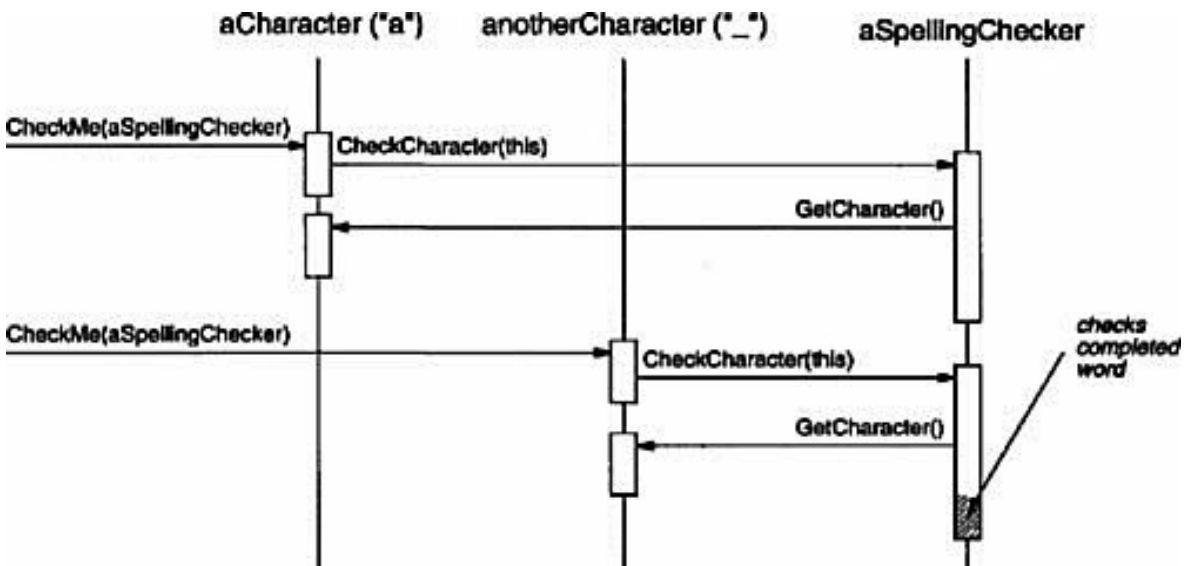 aCharacter ("a")
anotherCharacter ("_")
aSpellingChecker
CheckMe(aSpellingChecker)
CheckCharacter(this)
GetCharacter()
CheckMe(aSpellingChecker)
CheckCharacter(this)
GetCharacter()
checks
completed
word